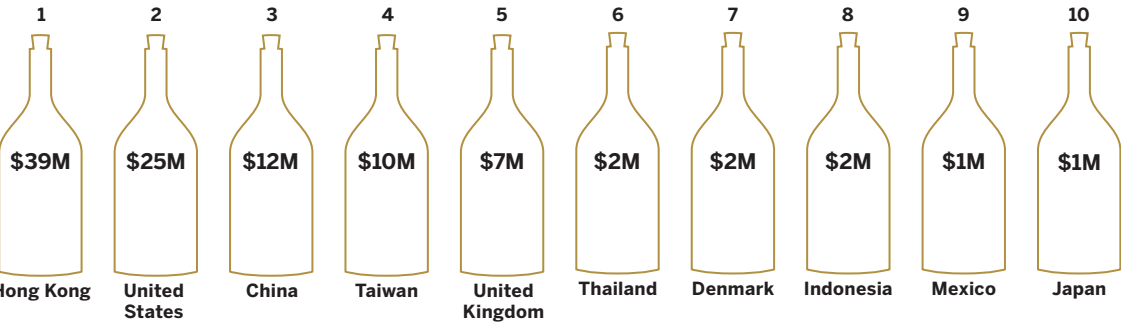 1 2 3 4 5 6 7 8 9 10
$39M $25M $12M $10M $7M $2M $2M $2M $1M $1M
Hong Kong United China Taiwan United Thailand Denmark Indonesia Mexico Japan
States Kingdom